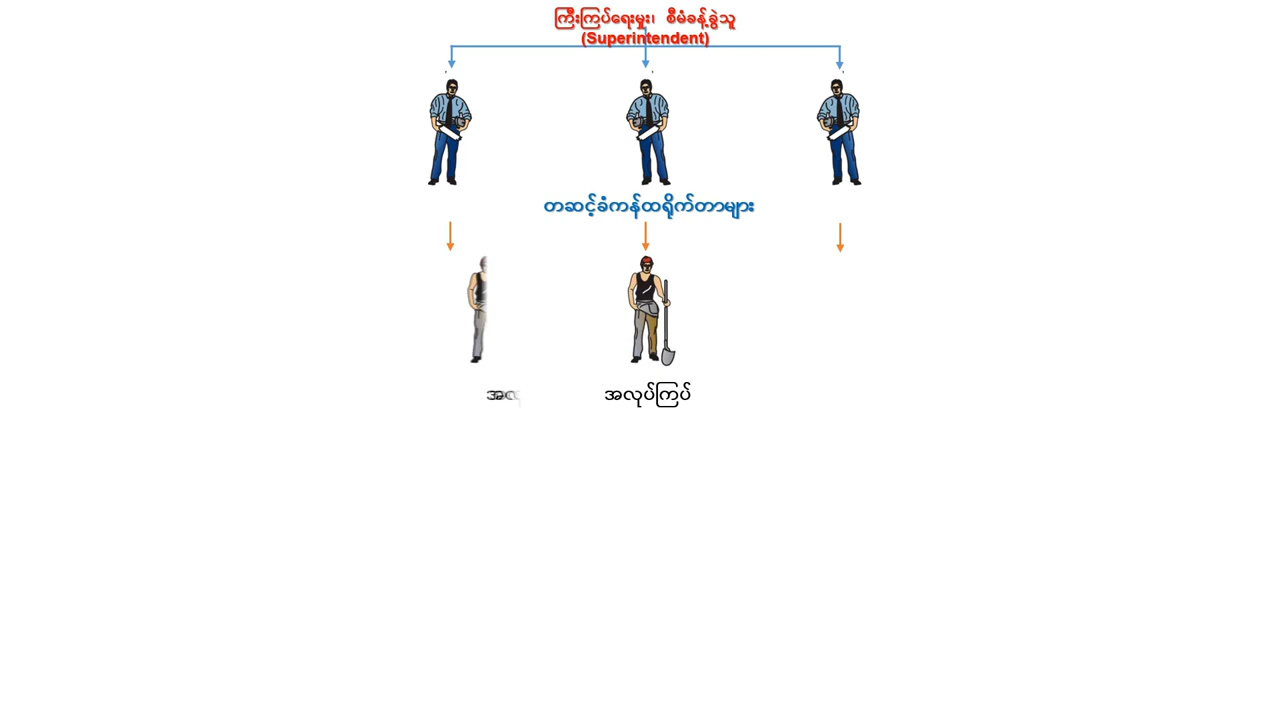 ကြီးကြပ်ရေးမှူး၊ စီမံခန့်ခွဲသူ
(Superintendent)
တဆင့်ခံကန်ထရိုက်တာများ
အလုပ်ကြပ်